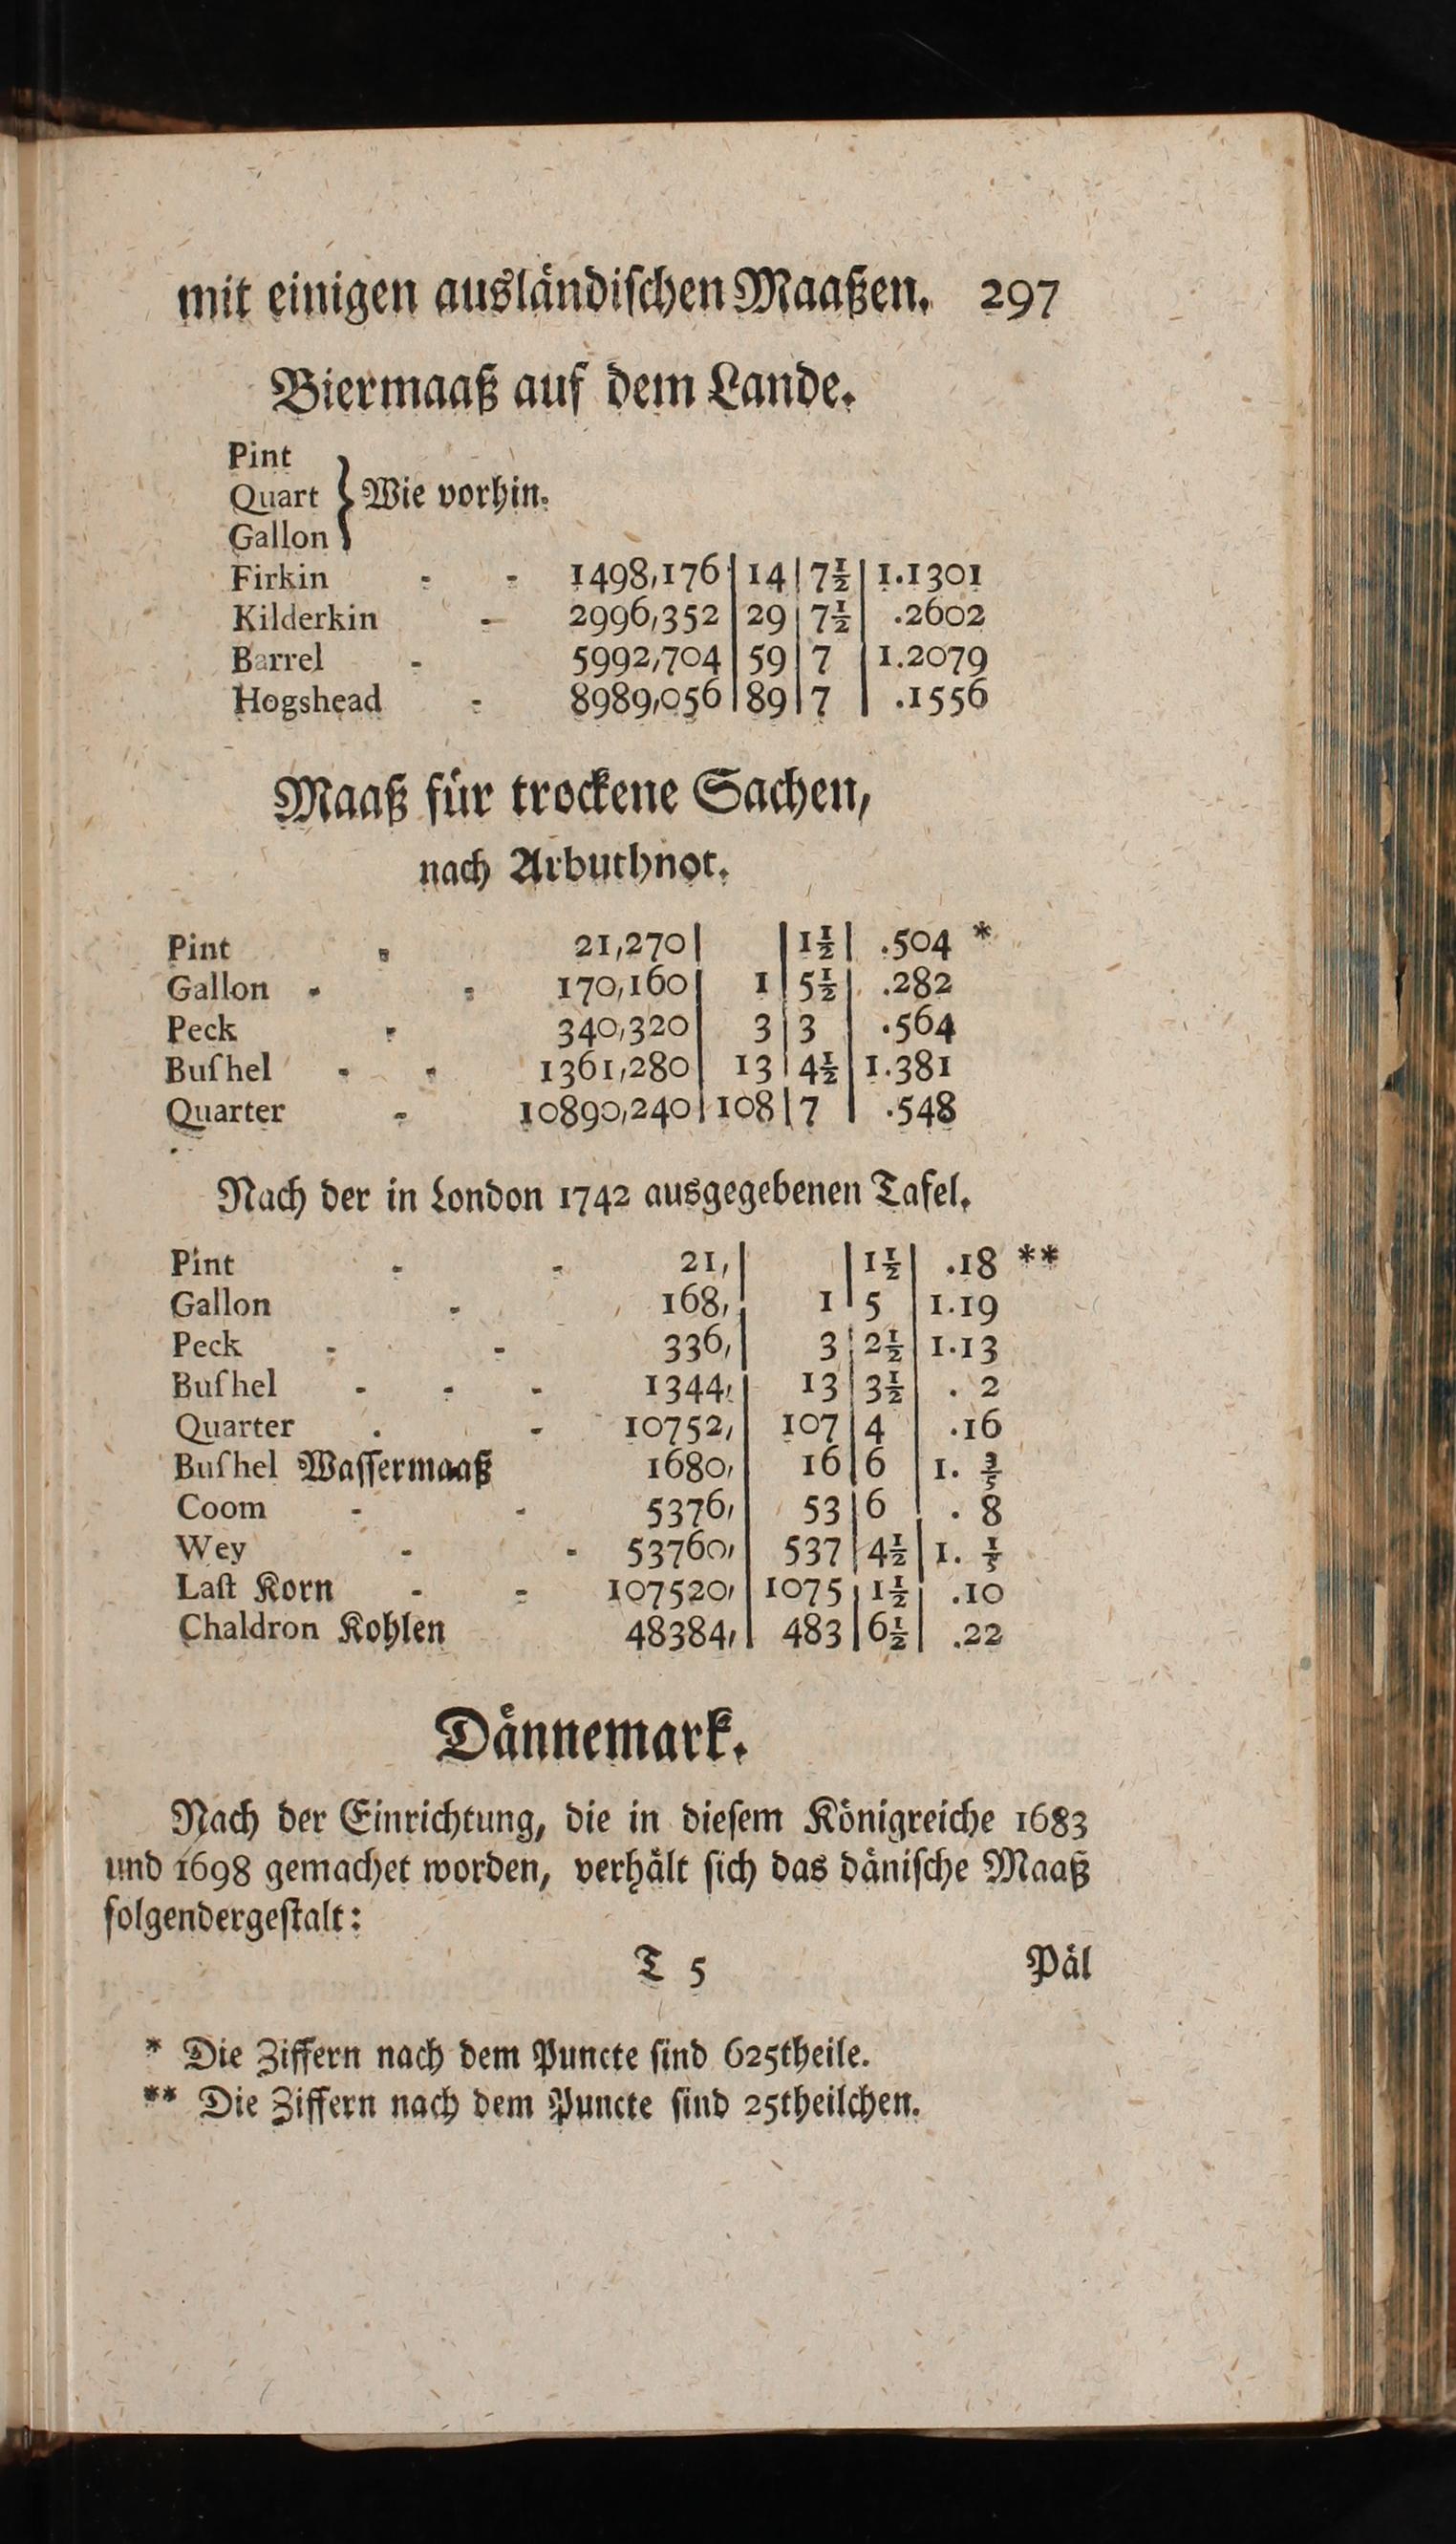 mit einigen ausländiſchen Maaßen. 297
Biermaaß auf dem Lande.
Pint
Quart } Wie vorhin.
Gallon
Firkin - - 1498,176 | 14 | 7½ | 1.1301
Kilderkin - 2996,352 | 29 | 7½ | .2602
Barrel - 5992,704 | 59 | 7 | 1.2079
Hogshead - 8989,056 | 89 | 7 | .1556
Maaß für trockene Sachen,
nach Arbuthnot.
Pint - 21,270 | | 1½ | .504 *
Gallon - - 170,160 | 1 | 5½ | .282
Peck - 340,320 | 3 | 3 | .564
Buſhel - - 1361,280 | 13 | 4½ | 1.381
Quarter - 10890,240 | 108 | 7 | .548
Nach der in London 1742 ausgegebenen Tafel.
Pint - - 21, | | 1½ | .18 **
Gallon - 168, | 1 | 5 | 1.19
Peck - - 336, | 3 | 2½ | 1.13
Buſhel - - - 1344, | 13 | 3½ | . 2
Quarter . - 10752, | 107 | 4 | .16
Buſhel Waſſermaaß 1680, | 16 | 6 | 1. ⅗
Coom - - 5376, | 53 | 6 | . 8
Wey - - 53760, | 537 | 4½ | 1. ⅕
Laſt Korn - - 107520, | 1075 | 1½ | .10
Chaldron Kohlen 48384, | 483 | 6½ | .22
Dännemark.
Nach der Einrichtung, die in dieſem Königreiche 1683
und 1698 gemachet worden, verhält ſich das däniſche Maaß
folgendergeſtalt:
T 5 Päl
* Die Ziffern nach dem Puncte ſind 625theile.
** Die Ziffern nach dem Puncte ſind 25theilchen.